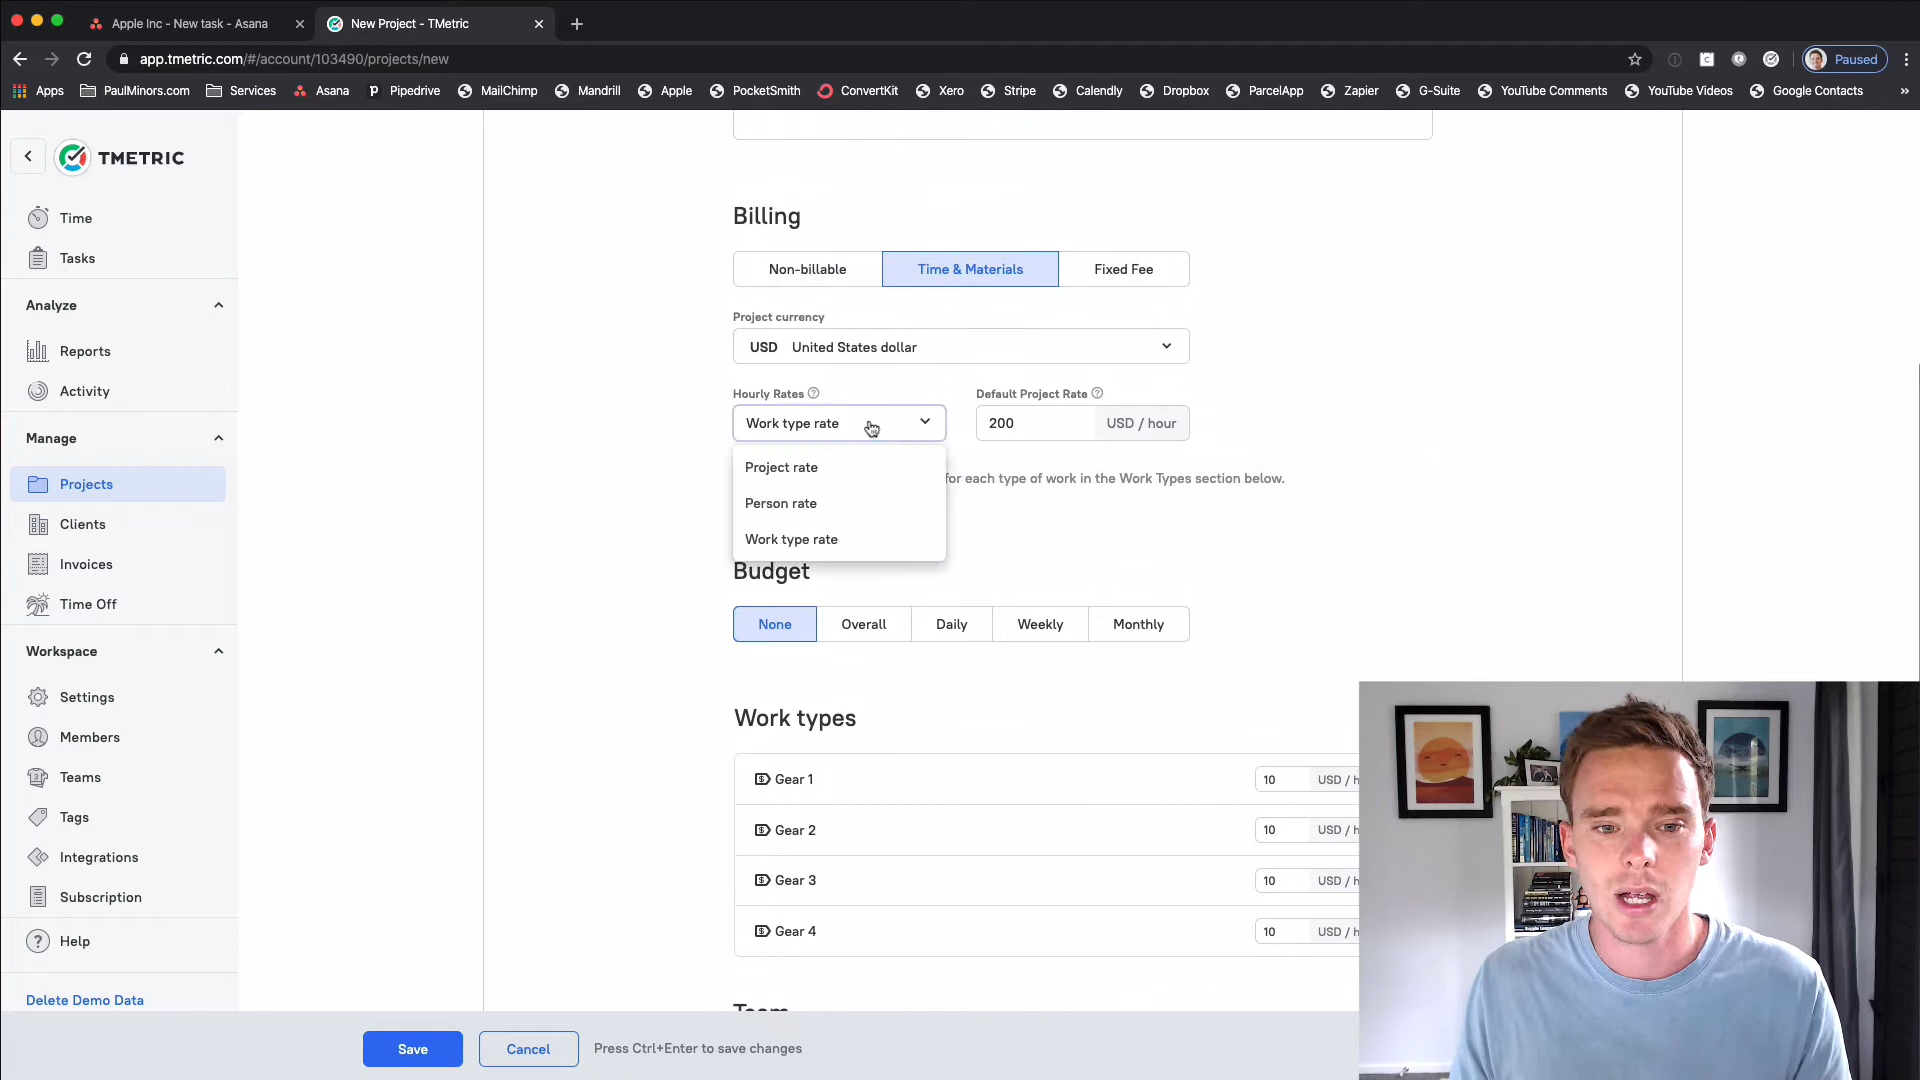 Apple Inc - New task - Asana
New Project - TMetric
app.tmetric.com/#/account/103490/projects/new
Paused
Apps PaulMinors.com Services Asana Pipedrive MailChimp Mandrill Apple PocketSmith ConvertKit Xero Stripe Calendly Dropbox ParcelApp Zapier G-Suite YouTube Comments YouTube Videos Google Contacts »
TMETRIC
Time
Tasks
Analyze
Reports
Activity
Manage
Projects
Clients
Invoices
Time Off
Workspace
Settings
Members
Teams
Tags
Integrations
Subscription
Help
Delete Demo Data
Billing
Non-billable Time & Materials Fixed Fee
Project currency
USD United States dollar
Hourly Rates Default Project Rate
Work type rate 200 USD / hour
Project rate
for each type of work in the Work Types section below.
Person rate
Work type rate
Budget
None Overall Daily Weekly Monthly
Work types
Gear 1 10 USD / h
Gear 2 10 USD / h
Gear 3 10 USD / h
Gear 4 10 USD / h
Team
Save Cancel Press Ctrl+Enter to save changes